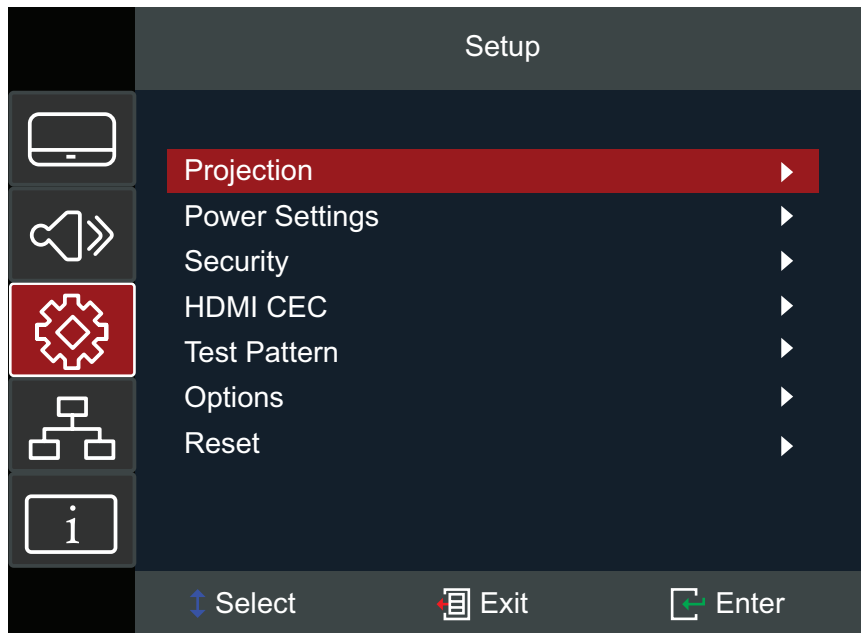 Setup
Projection
Power Settings
Security
HDMI CEC
Test Pattern
Options
Reset
i
Select Exit Enter